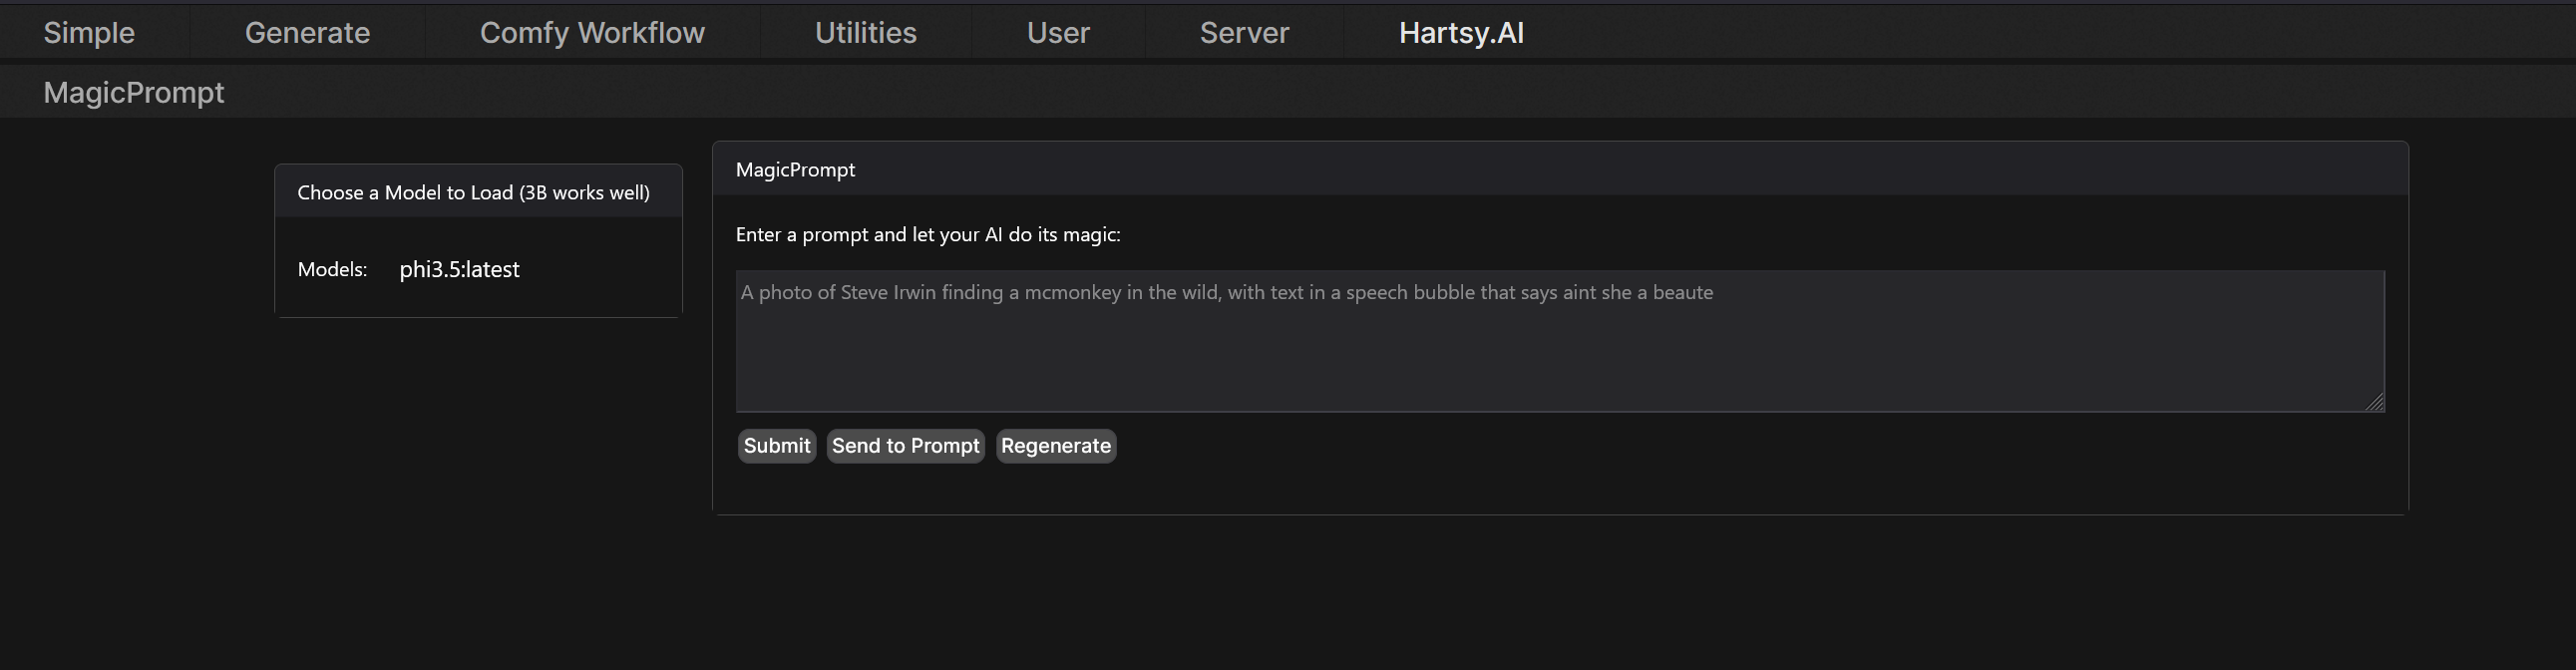 Simple Generate Comfy Workflow Utilities User Server Hartsy.AI
MagicPrompt
Choose a Model to Load (3B works well)
Models: phi3.5:latest
MagicPrompt
Enter a prompt and let your AI do its magic:
A photo of Steve Irwin finding a mcmonkey in the wild, with text in a speech bubble that says aint she a beaute
Submit Send to Prompt Regenerate